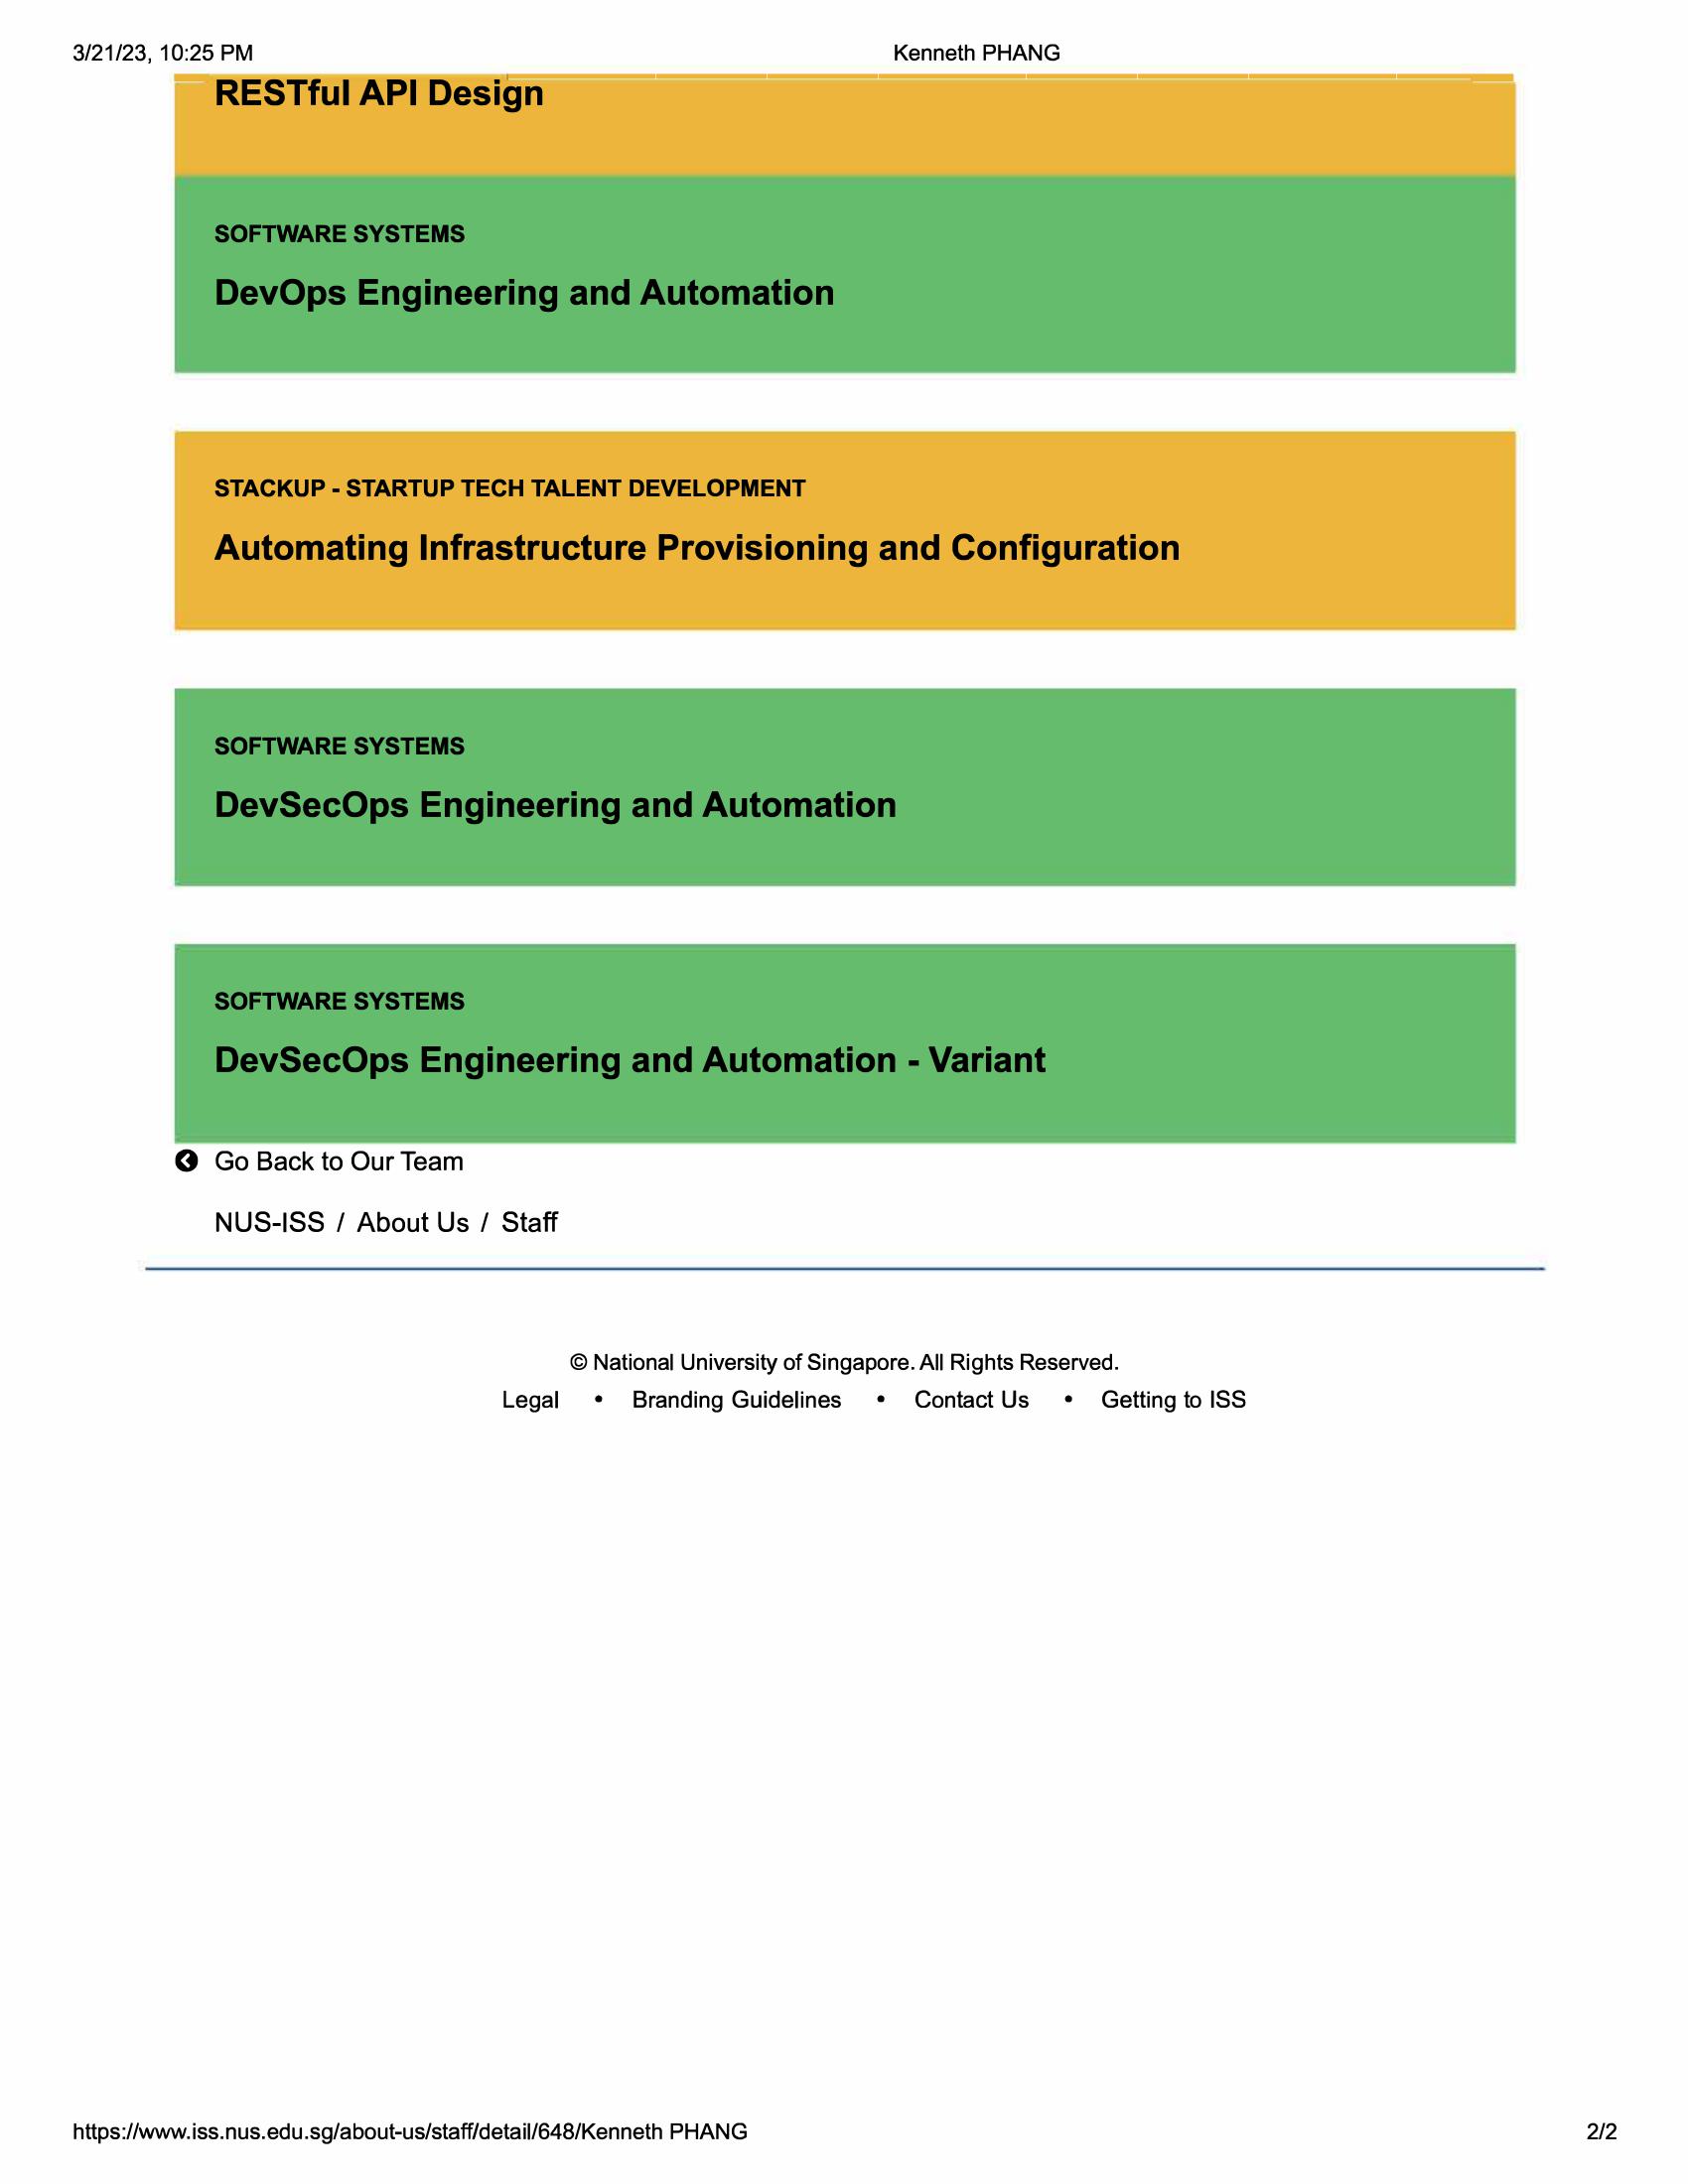 3/21/23, 10:25 PM Kenneth PHANG
RESTful API Design
SOFTWARE SYSTEMS
DevOps Engineering and Automation
STACKUP - STARTUP TECH TALENT DEVELOPMENT
Automating Infrastructure Provisioning and Configuration
SOFTWARE SYSTEMS
DevSecOps Engineering and Automation
SOFTWARE SYSTEMS
DevSecOps Engineering and Automation - Variant
Go Back to Our Team
NUS-ISS / About Us / Staff
© National University of Singapore. All Rights Reserved.
Legal • Branding Guidelines • Contact Us • Getting to ISS
https://www.iss.nus.edu.sg/about-us/staff/detail/648/Kenneth PHANG 2/2